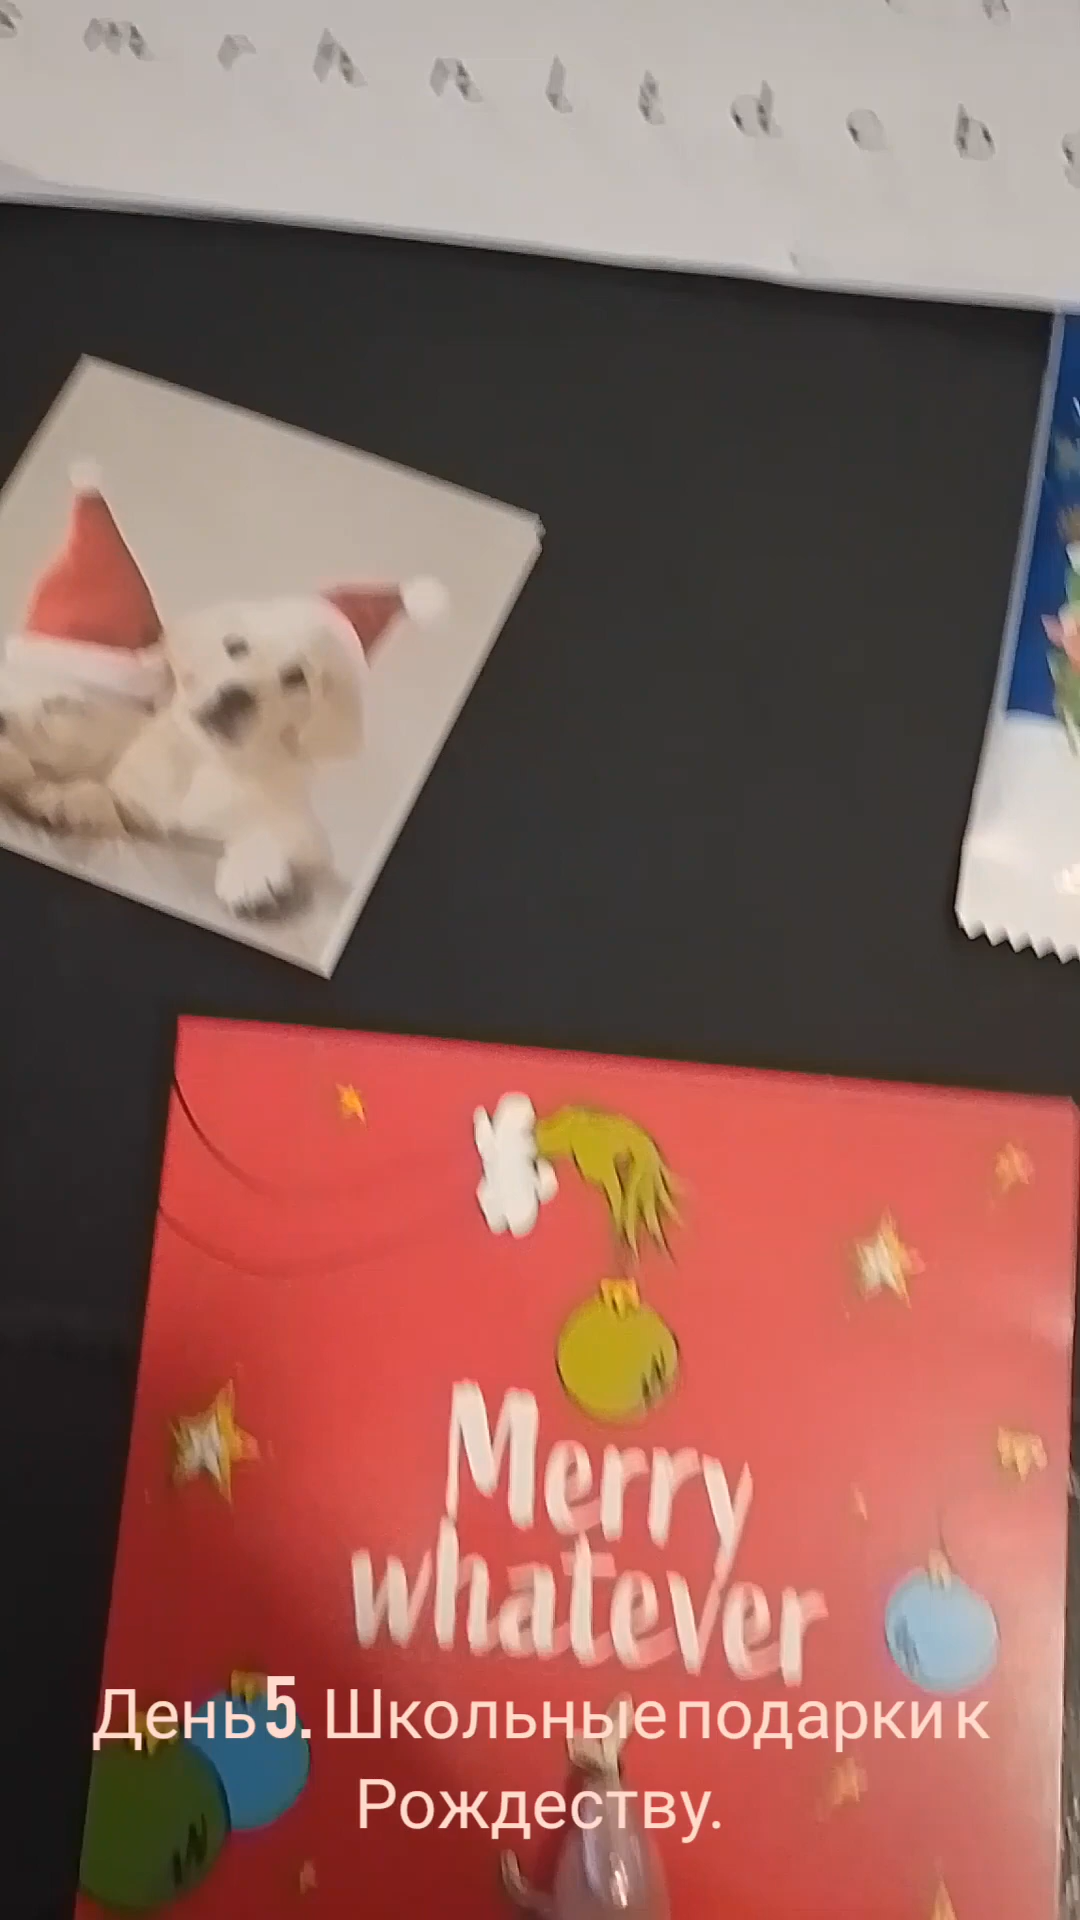 s m r h n l t d c b
Merry
whatever
День 5. Школьные подарки к
Рождеству.